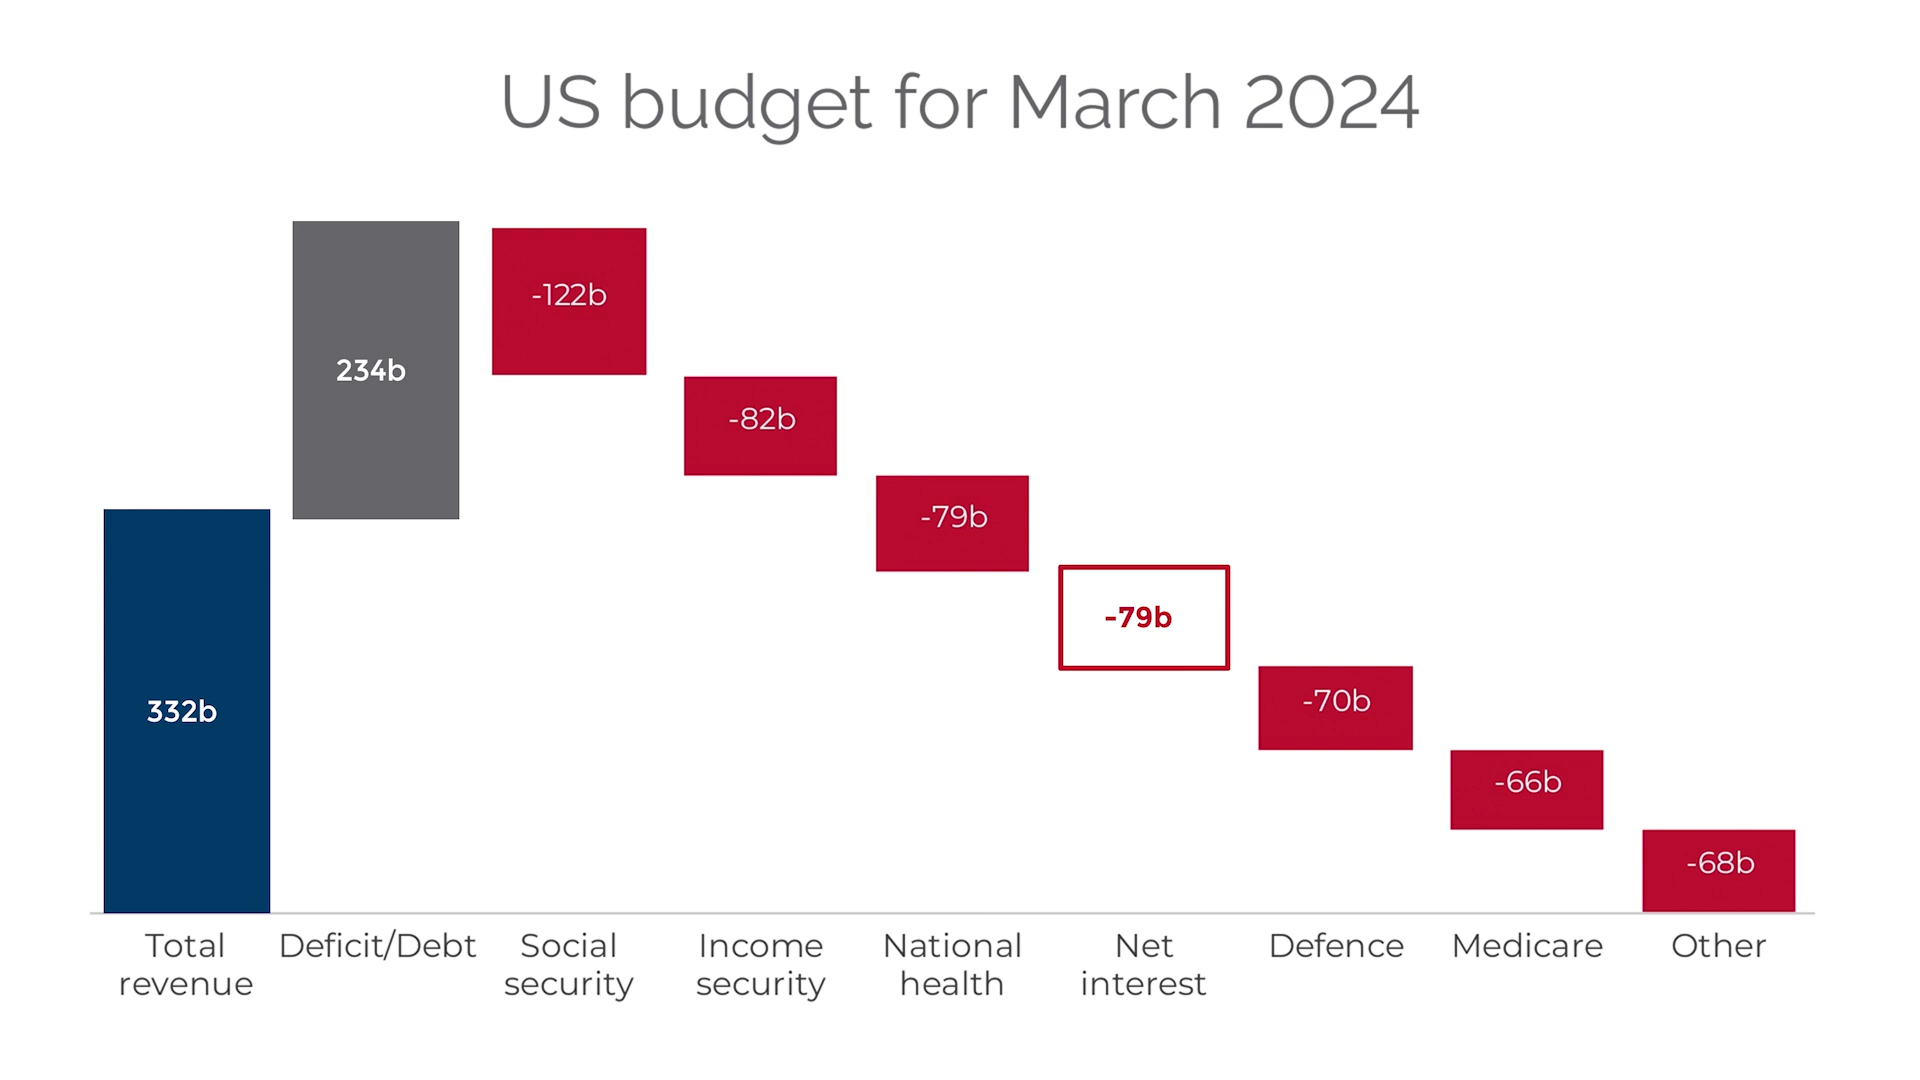 US budget for March 2024
332b
234b
-122b
-82b
-79b
-79b
-70b
-66b
-68b
Total
revenue
Deficit/Debt
Social
security
Income
security
National
health
Net
interest
Defence
Medicare
Other